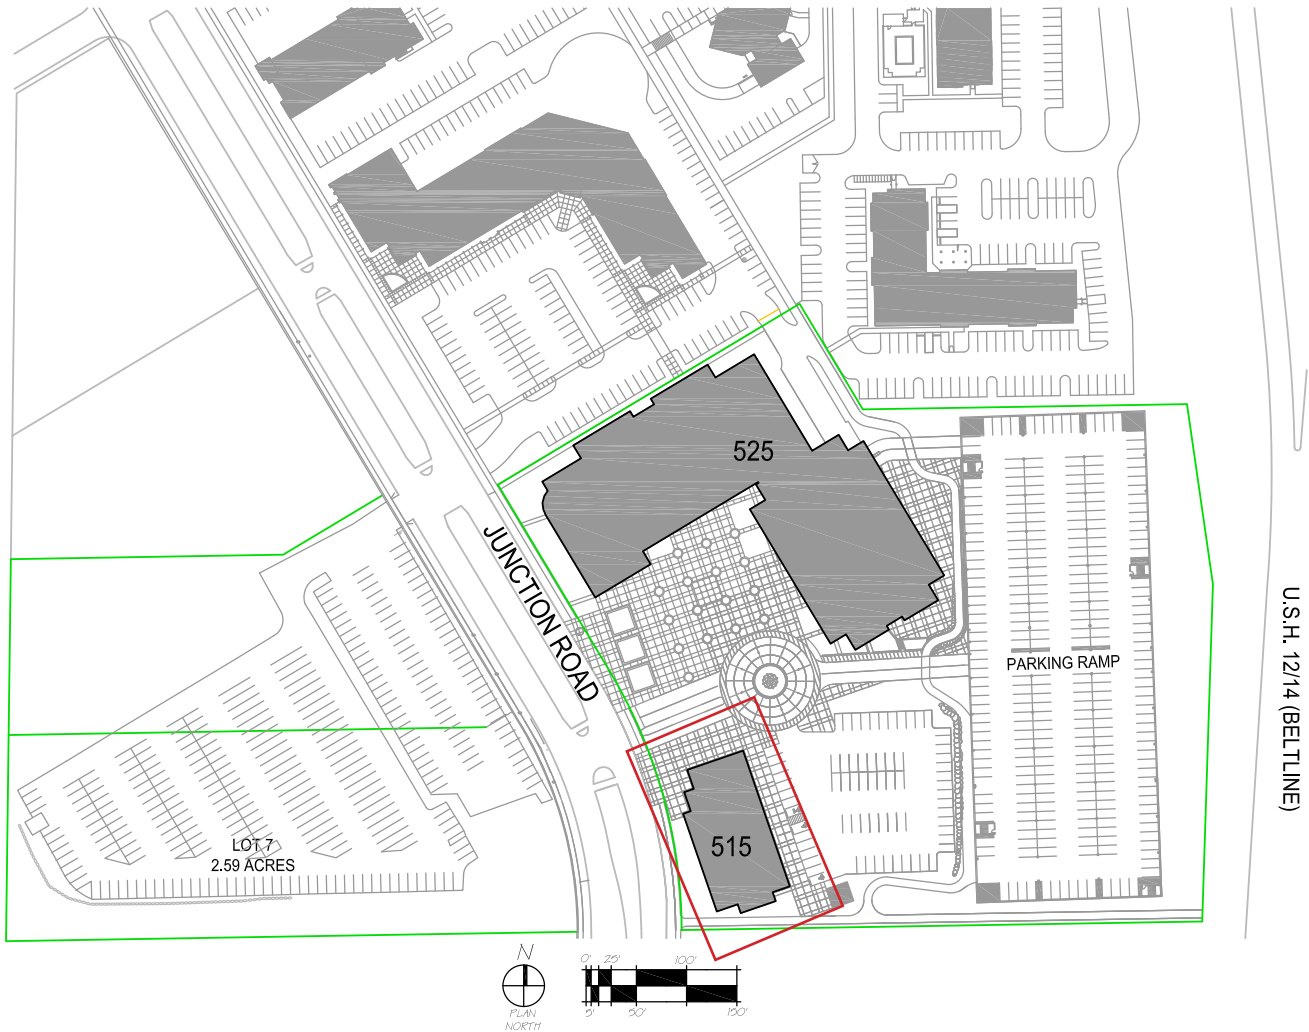 525
JUNCTION ROAD
U.S.H. 12/14 (BELTLINE)
PARKING RAMP
515
LOT 7
2.59 ACRES
N
PLAN
NORTH
0' 25' 100'
5' 50' 150'